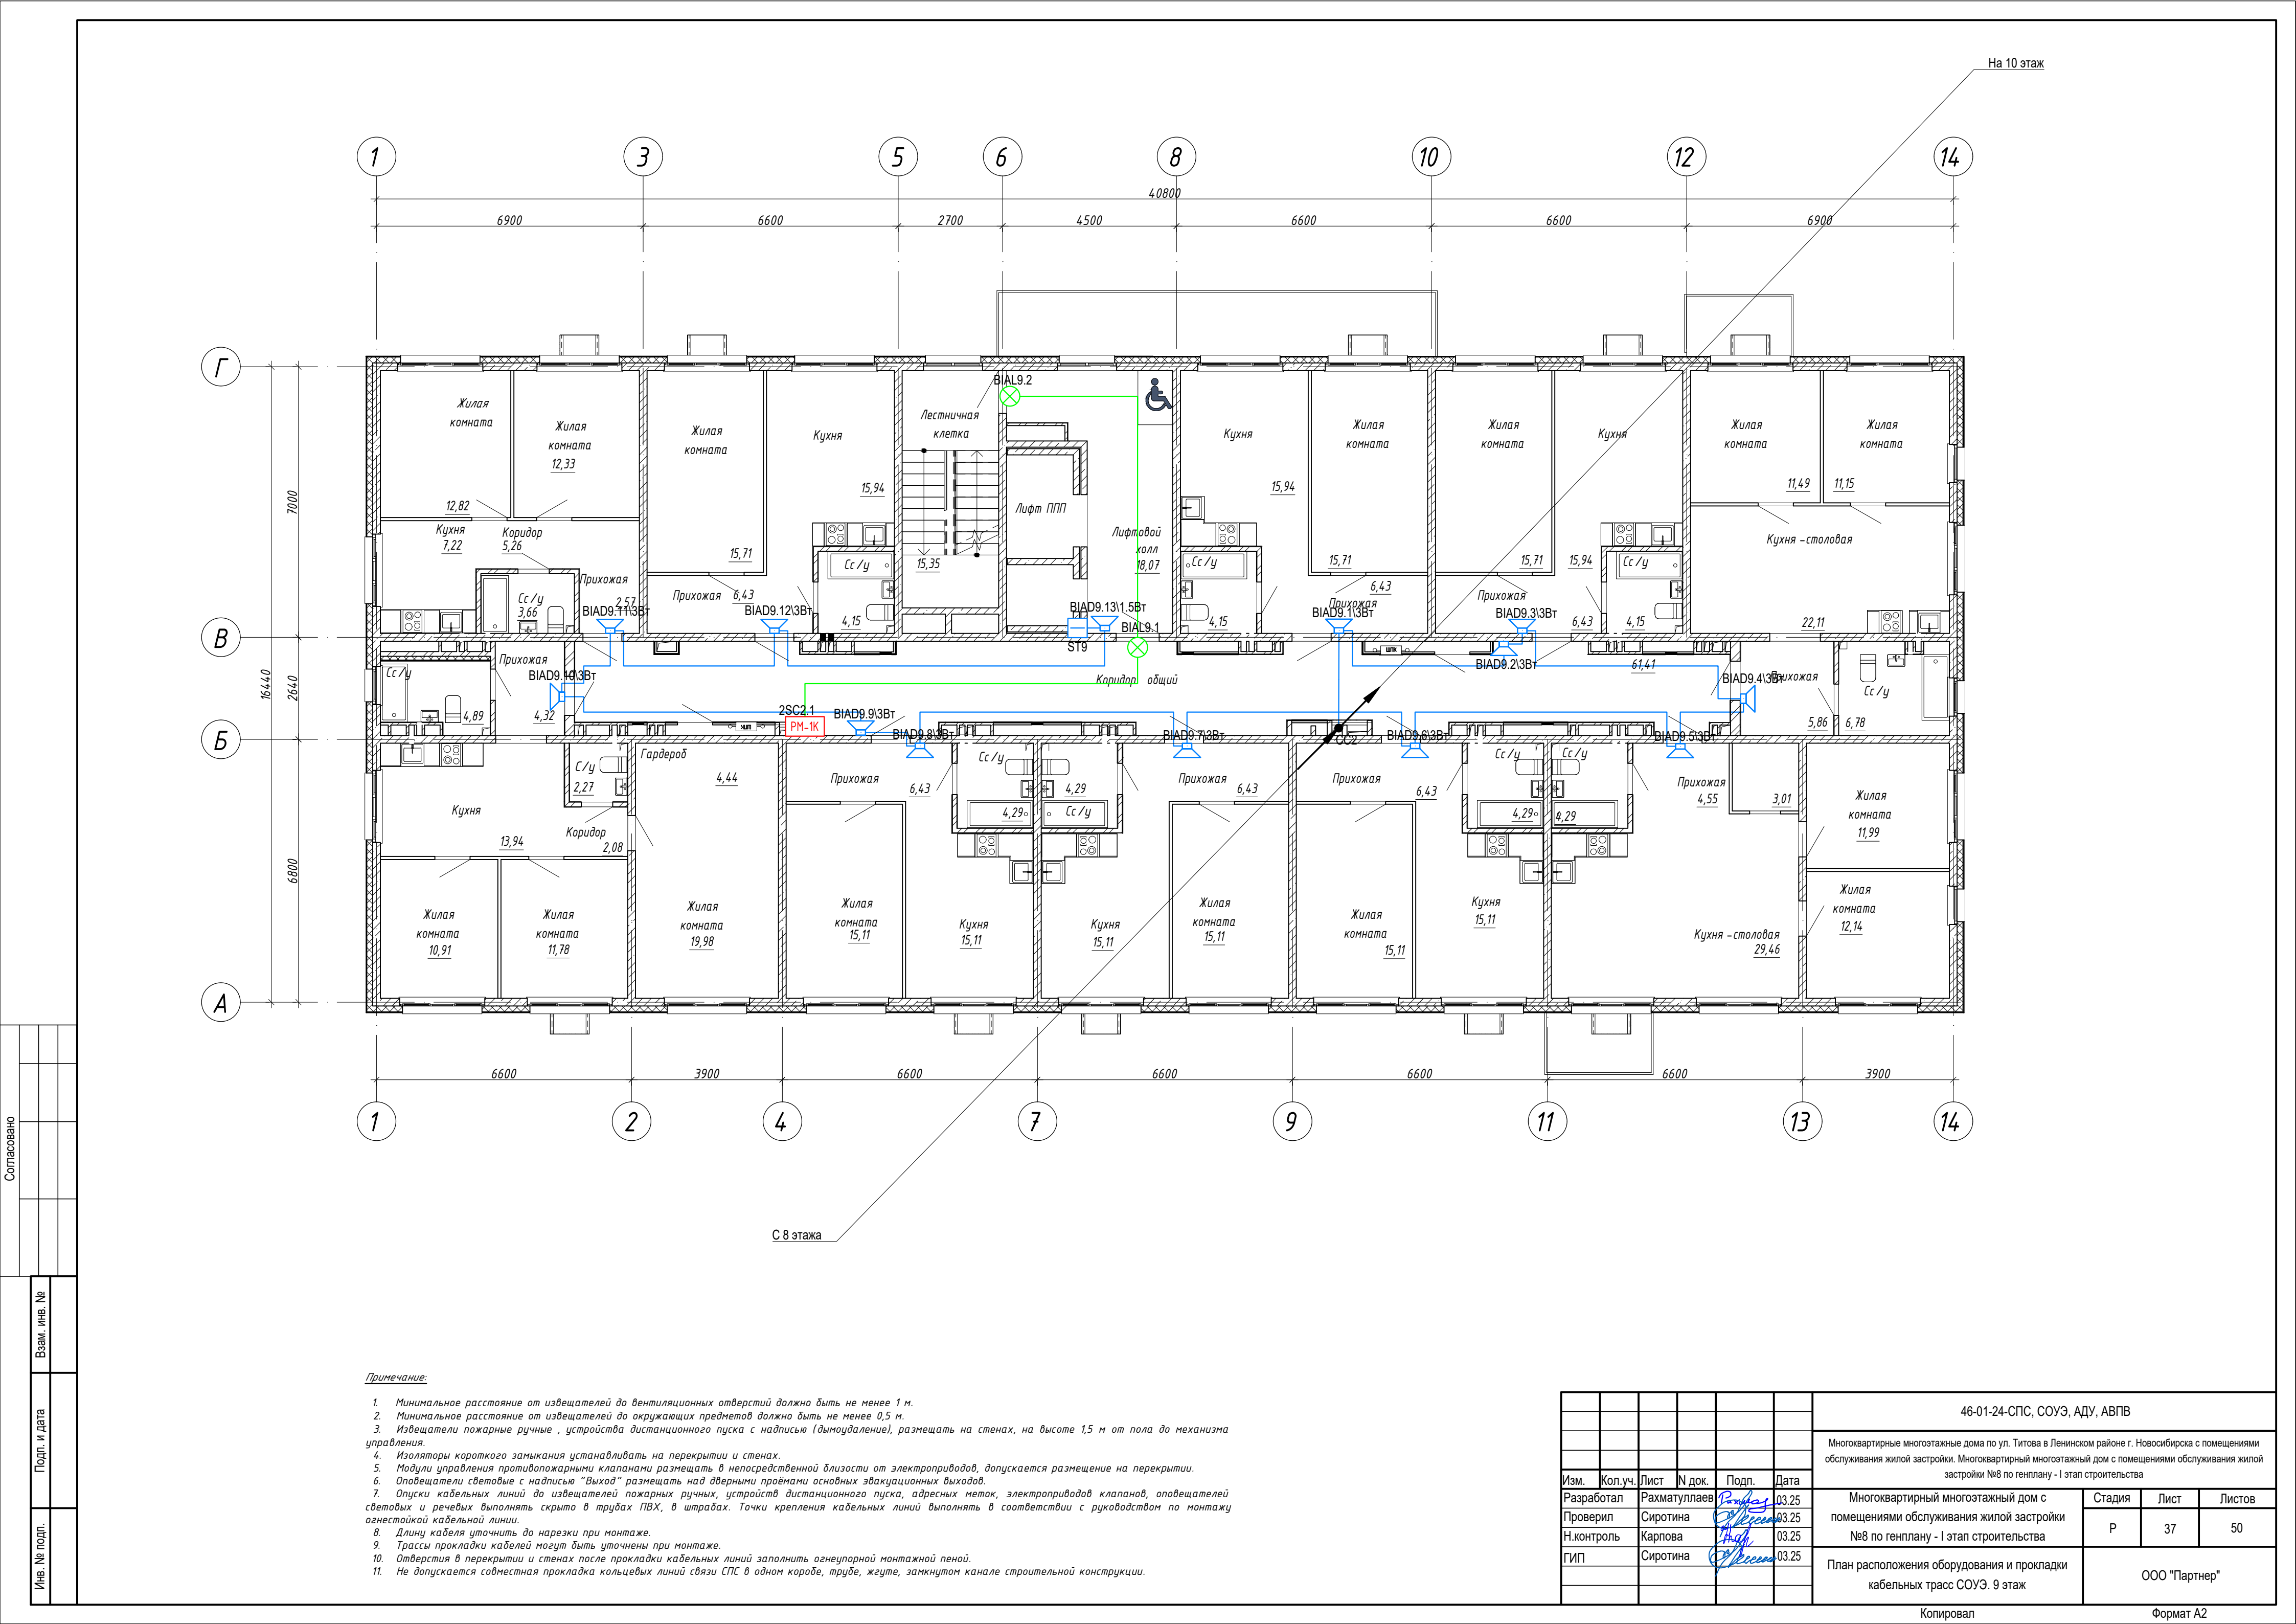 На 10 этаж
1
3
5
6
8
10
12
14
40800
6900
6600
2700
4500
6600
6600
6900
Г
В
Б
А
16440
7000
2640
6800
BIAL9.2
Жилая
комната
12,82
Жилая
комната
12,33
Жилая
комната
15,71
Кухня
15,94
Лестничная
клетка
15,35
Лифт ППП
Лифтовой
холл
18,07
Кухня
15,94
Жилая
комната
15,71
Жилая
комната
15,71
Кухня
15,94
Жилая
комната
11,49
Жилая
комната
11,15
Кухня-столовая
22,11
Кухня
7,22
Коридор
5,26
Сс/у
3,66
Прихожая
2,57
Прихожая
6,43
Сс/у
4,15
Сс/у
4,15
6,43
Прихожая
Прихожая
6,43
Сс/у
4,15
BIAD9.11\3Вт
BIAD9.12\3Вт
BIAD9.13\1.5Вт
BIAL9.1
ST9
BIAD9.1\3Вт
BIAD9.3\3Вт
BIAD9.2\3Вт
61,41
BIAD9.4\3Вт
BIAD9.10\3Вт
Прихожая
4,32
Сс/у
4,89
Коридор общий
ШПК
ШПК
Прихожая
5,86
Сс/у
6,78
2SC2.1
РМ-1К
BIAD9.9\3Вт
BIAD9.8\3Вт
BIAD9.7\3Вт
СС2
BIAD9.6\3Вт
BIAD9.5\3Вт
С/у
2,27
Гардероб
4,44
Кухня
13,94
Коридор
2,08
Прихожая
6,43
Сс/у
4,29
4,29
Сс/у
Прихожая
6,43
Прихожая
6,43
Сс/у
4,29
Сс/у
4,29
Прихожая
4,55
3,01
Жилая
комната
11,99
Жилая
комната
12,14
Жилая
комната
10,91
Жилая
комната
11,78
Жилая
комната
19,98
Жилая
комната
15,11
Кухня
15,11
Кухня
15,11
Жилая
комната
15,11
Жилая
комната
15,11
Кухня
15,11
Кухня-столовая
29,46
6600
3900
6600
6600
6600
6600
3900
1
2
4
7
9
11
13
14
С 8 этажа
Согласовано
Взам. инв. №
Подп. и дата
Инв. № подл.
Примечание:
1. Минимальное расстояние от извещателей до вентиляционных отверстий должно быть не менее 1 м.
2. Минимальное расстояние от извещателей до окружающих предметов должно быть не менее 0,5 м.
3. Извещатели пожарные ручные , устройства дистанционного пуска с надписью (дымоудаление), размещать на стенах, на высоте 1,5 м от пола до механизма
управления.
4. Изоляторы короткого замыкания устанавливать на перекрытии и стенах.
5. Модули управления противопожарными клапанами размещать в непосредственной близости от электроприводов, допускается размещение на перекрытии.
6. Оповещатели световые с надписью "Выход" размещать над дверными проёмами основных эвакуационных выходов.
7. Опуски кабельных линий до извещателей пожарных ручных, устройств дистанционного пуска, адресных меток, электроприводов клапанов, оповещателей
световых и речевых выполнять скрыто в трубах ПВХ, в штрабах. Точки крепления кабельных линий выполнять в соответствии с руководством по монтажу
огнестойкой кабельной линии.
8. Длину кабеля уточнить до нарезки при монтаже.
9. Трассы прокладки кабелей могут быть уточнены при монтаже.
10. Отверстия в перекрытии и стенах после прокладки кабельных линий заполнить огнеупорной монтажной пеной.
11. Не допускается совместная прокладка кольцевых линий связи СПС в одном коробе, трубе, жгуте, замкнутом канале строительной конструкции.
46-01-24-СПС, СОУЭ, АДУ, АВПВ
Многоквартирные многоэтажные дома по ул. Титова в Ленинском районе г. Новосибирска с помещениями
обслуживания жилой застройки. Многоквартирный многоэтажный дом с помещениями обслуживания жилой
застройки №8 по генплану - I этап строительства
Изм. Кол.уч. Лист N док. Подп. Дата
Разработал Рахматуллаев 03.25
Проверил Сиротина 03.25
Н.контроль Карпова 03.25
ГИП Сиротина 03.25
Многоквартирный многоэтажный дом с
помещениями обслуживания жилой застройки
№8 по генплану - I этап строительства
Стадия Лист Листов
Р 37 50
План расположения оборудования и прокладки
кабельных трасс СОУЭ. 9 этаж
ООО "Партнер"
Копировал
Формат А2